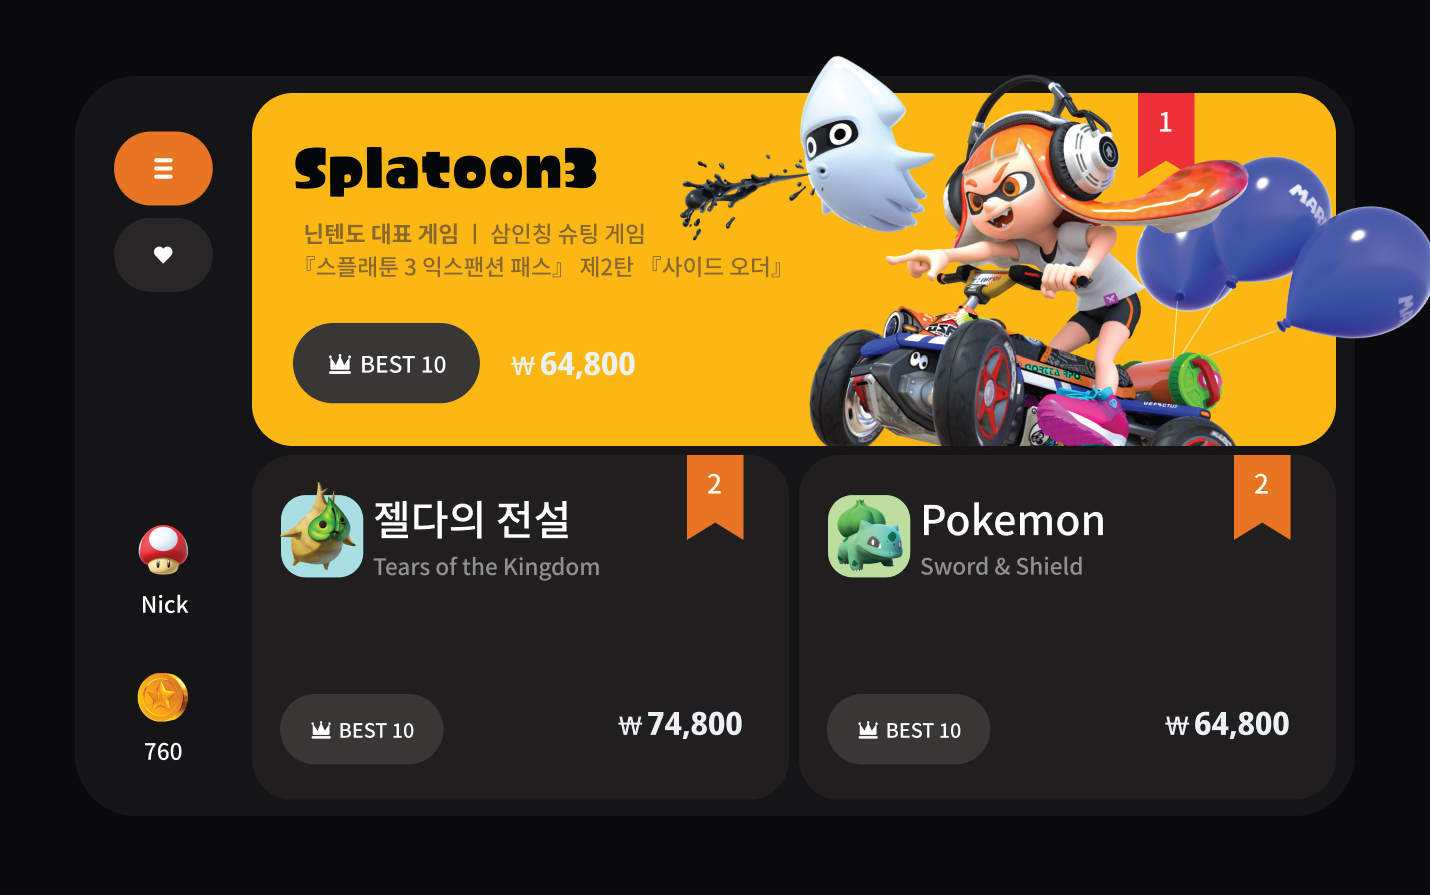 Splatoon3
1
닌텐도 대표 게임 | 삼인칭 슈팅 게임
『스플래툰 3 익스팬션 패스』 제2탄 『사이드 오더』
BEST 10
₩ 64,800
2
젤다의 전설
Tears of the Kingdom
BEST 10
₩ 74,800
2
Pokemon
Sword & Shield
BEST 10
₩ 64,800
Nick
760